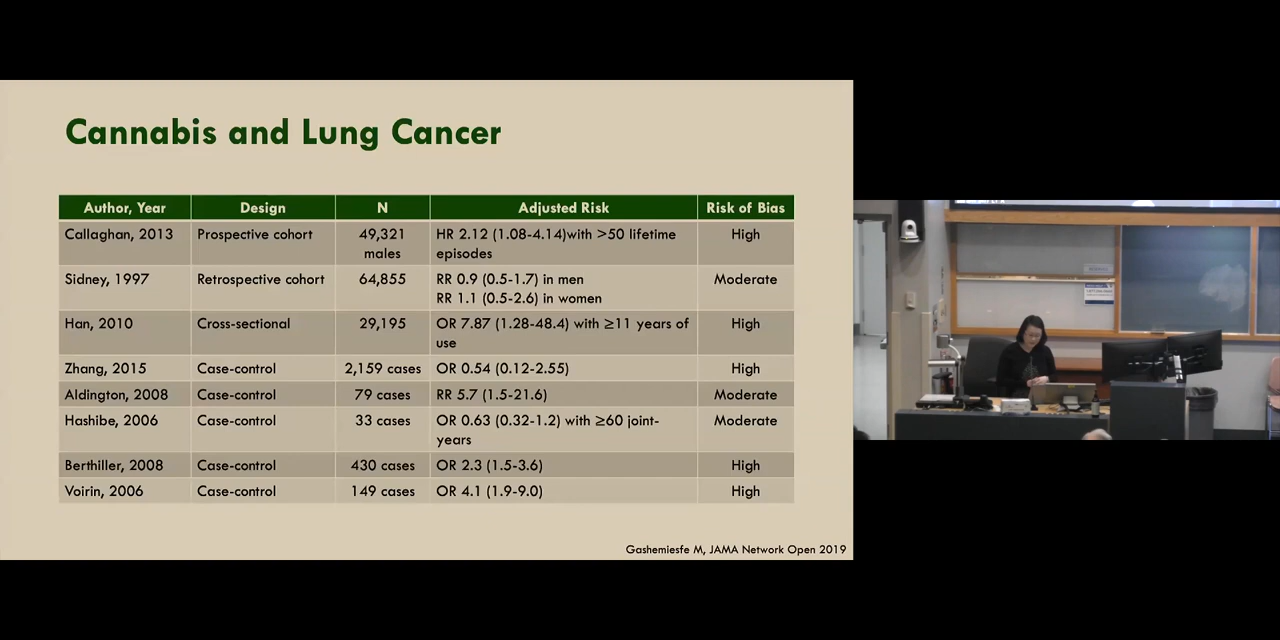 Cannabis and Lung Cancer
Author, Year Design N Adjusted Risk Risk of Bias
Callaghan, 2013 Prospective cohort 49,321 males HR 2.12 (1.08-4.14)with >50 lifetime episodes High
Sidney, 1997 Retrospective cohort 64,855 RR 0.9 (0.5-1.7) in men RR 1.1 (0.5-2.6) in women Moderate
Han, 2010 Cross-sectional 29,195 OR 7.87 (1.28-48.4) with ≥11 years of use High
Zhang, 2015 Case-control 2,159 cases OR 0.54 (0.12-2.55) High
Aldington, 2008 Case-control 79 cases RR 5.7 (1.5-21.6) Moderate
Hashibe, 2006 Case-control 33 cases OR 0.63 (0.32-1.2) with ≥60 joint-years Moderate
Berthiller, 2008 Case-control 430 cases OR 2.3 (1.5-3.6) High
Voirin, 2006 Case-control 149 cases OR 4.1 (1.9-9.0) High
Gashemiesfe M, JAMA Network Open 2019